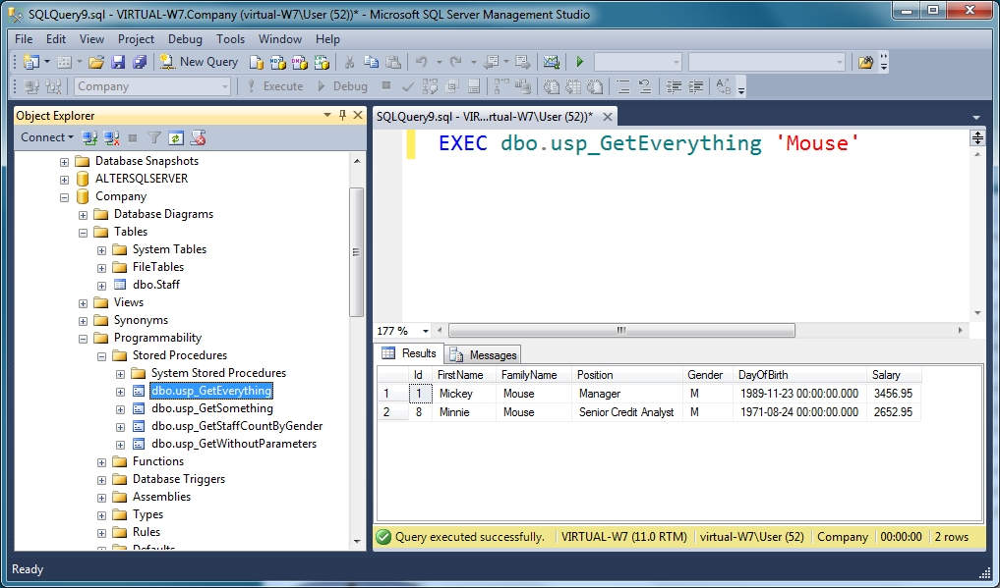 SQLQuery9.sql - VIRTUAL-W7.Company (virtual-W7\User (52))* - Microsoft SQL Server Management Studio
File Edit View Project Debug Tools Window Help
New Query
Company Execute Debug
Object Explorer
Connect
Database Snapshots
ALTERSQLSERVER
Company
Database Diagrams
Tables
System Tables
FileTables
dbo.Staff
Views
Synonyms
Programmability
Stored Procedures
System Stored Procedures
dbo.usp_GetEverything
dbo.usp_GetSomething
dbo.usp_GetStaffCountByGender
dbo.usp_GetWithoutParameters
Functions
Database Triggers
Assemblies
Types
Rules
Defaults
SQLQuery9.sql - VIR...rtual-W7\User (52))*
EXEC dbo.usp_GetEverything 'Mouse'
177 %
Results Messages
Id FirstName FamilyName Position Gender DayOfBirth Salary
1 1 Mickey Mouse Manager M 1989-11-23 00:00:00.000 3456.95
2 8 Minnie Mouse Senior Credit Analyst M 1971-08-24 00:00:00.000 2652.95
Query executed successfully. VIRTUAL-W7 (11.0 RTM) virtual-W7\User (52) Company 00:00:00 2 rows
Ready